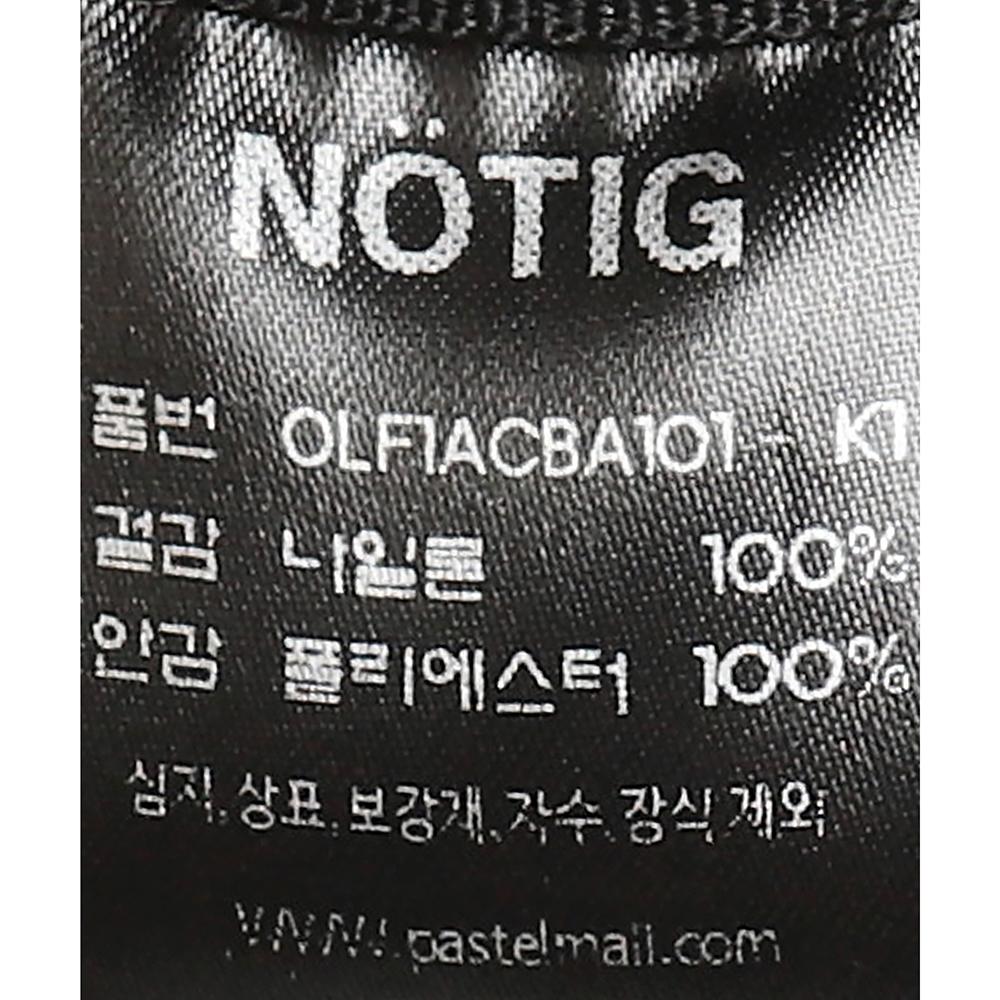 NÖTIG
품번 OLF1ACBA101 - K1
겉감 나일론 100%
안감 폴리에스터 100%
심지, 상표, 보강재, 자수, 장식 제외
www.pastelmall.com